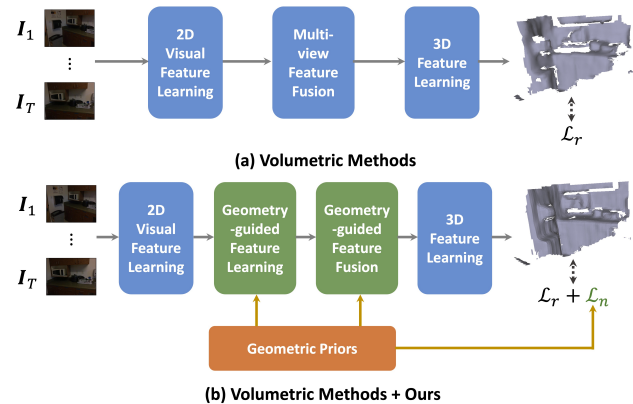 I1
⋮
IT
2D
Visual
Feature
Learning
Multi-
view
Feature
Fusion
3D
Feature
Learning
ℒr
(a) Volumetric Methods
I1
⋮
IT
2D
Visual
Feature
Learning
Geometry
-guided
Feature
Learning
Geometry
-guided
Feature
Fusion
3D
Feature
Learning
ℒr + ℒn
Geometric Priors
(b) Volumetric Methods + Ours